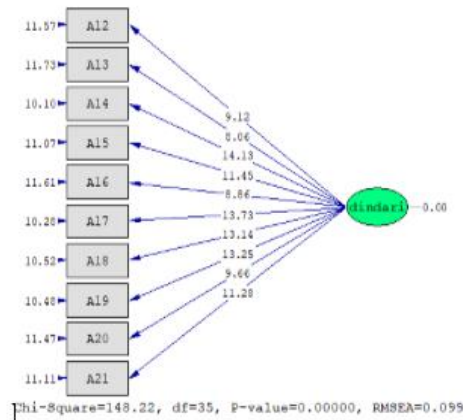 11.57 A12
11.73 A13
10.10 A14
11.07 A15
11.61 A16
10.28 A17
10.52 A18
10.48 A19
11.47 A20
11.11 A21
9.12
8.06
14.13
11.45
8.86
13.73
13.14
13.25
9.66
11.28
dindari 0.00
Chi-Square=148.22, df=35, P-value=0.00000, RMSEA=0.099